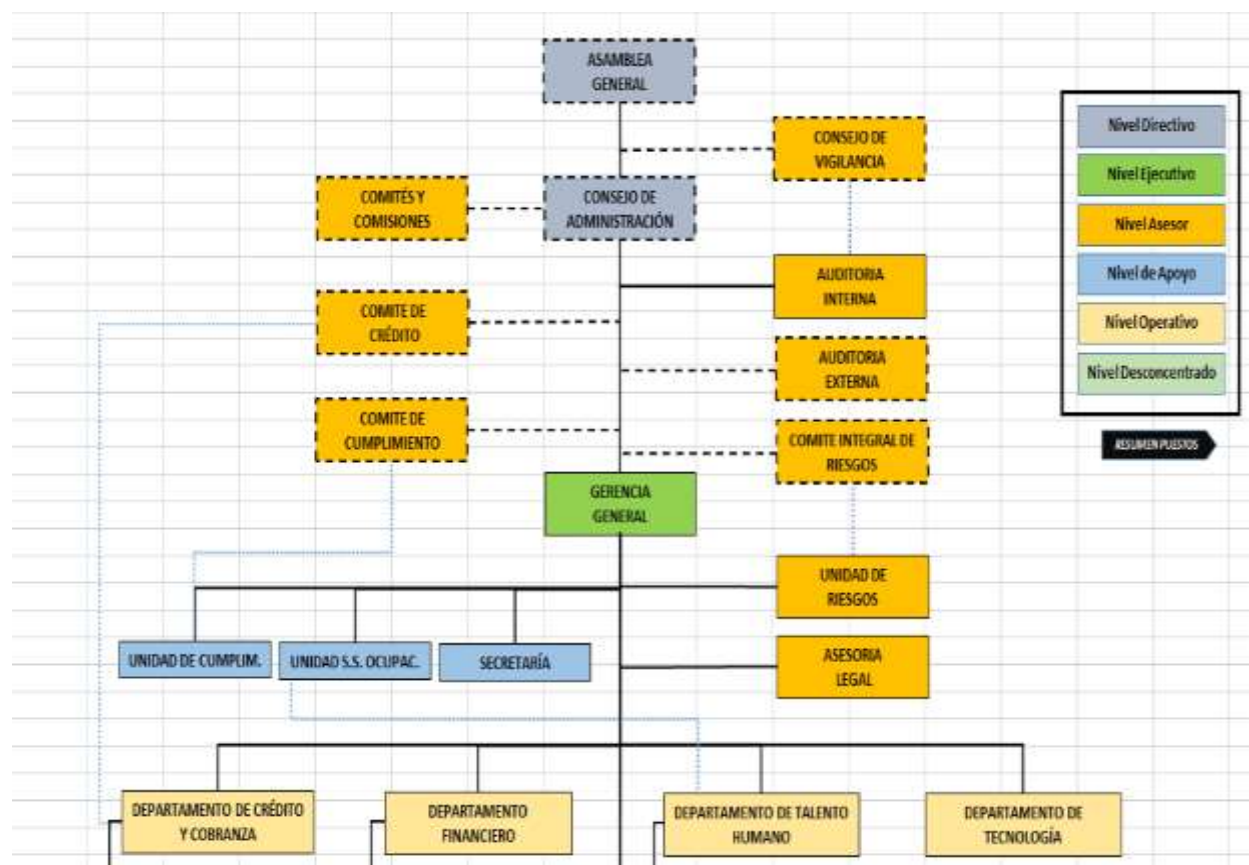 ASAMBLEA
GENERAL
CONSEJO DE
VIGILANCIA
COMITÉS Y
COMISIONES
CONSEJO DE
ADMINISTRACIÓN
AUDITORIA
INTERNA
COMITE DE
CRÉDITO
AUDITORIA
EXTERNA
COMITE DE
CUMPLIMIENTO
COMITE INTEGRAL DE
RIESGOS
GERENCIA
GENERAL
UNIDAD DE
RIESGOS
UNIDAD DE CUMPLIM.
UNIDAD S.S. OCUPAC.
SECRETARÍA
ASESORIA
LEGAL
DEPARTAMENTO DE CRÉDITO
Y COBRANZA
DEPARTAMENTO
FINANCIERO
DEPARTAMENTO DE TALENTO
HUMANO
DEPARTAMENTO DE
TECNOLOGÍA
Nivel Directivo
Nivel Ejecutivo
Nivel Asesor
Nivel de Apoyo
Nivel Operativo
Nivel Desconcentrado
RESUMEN PUESTOS